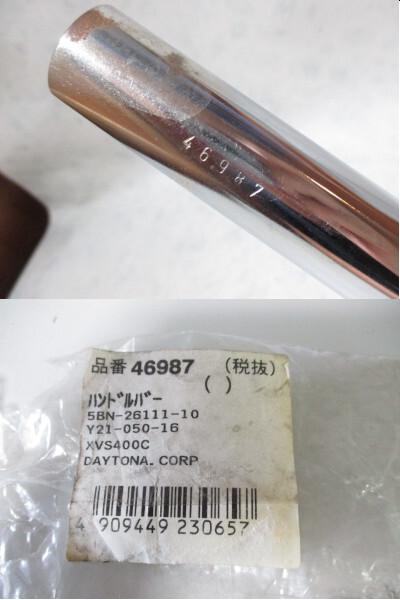 46987
品番 46987 (税抜)
( )
ハンドルバー
5BN-26111-10
Y21-050-16
XVS400C
DAYTONA. CORP
4 909449 230657